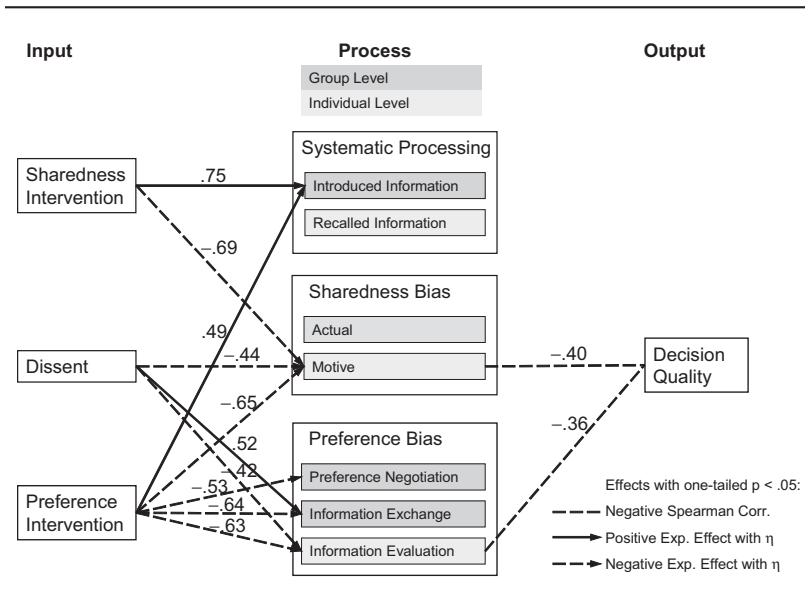 Input
Process
Output
Group Level
Individual Level
Systematic Processing
Sharedness
Intervention
.75
Introduced Information
Recalled Information
–.69
Sharedness Bias
.49
Actual
Dissent
–.44
Motive
–.40
Decision
Quality
–.65
.52
–.36
–.42
Preference Bias
–.53
Preference Negotiation
Preference
Intervention
–.64
Information Exchange
–.63
Information Evaluation
Effects with one-tailed p < .05:
Negative Spearman Corr.
Positive Exp. Effect with η
Negative Exp. Effect with η